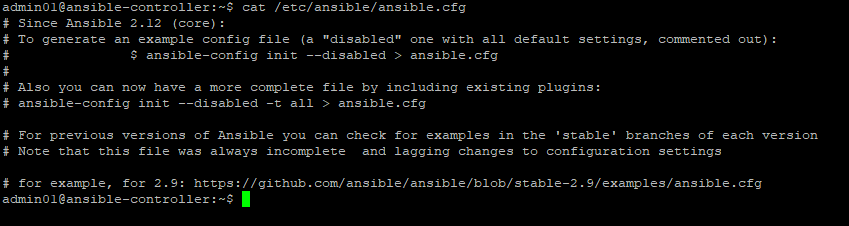 admin01@ansible-controller:~$ cat /etc/ansible/ansible.cfg
# Since Ansible 2.12 (core):
# To generate an example config file (a "disabled" one with all default settings, commented out):
#               $ ansible-config init --disabled > ansible.cfg
#
# Also you can now have a more complete file by including existing plugins:
# ansible-config init --disabled -t all > ansible.cfg

# For previous versions of Ansible you can check for examples in the 'stable' branches of each version
# Note that this file was always incomplete  and lagging changes to configuration settings

# for example, for 2.9: https://github.com/ansible/ansible/blob/stable-2.9/examples/ansible.cfg
admin01@ansible-controller:~$